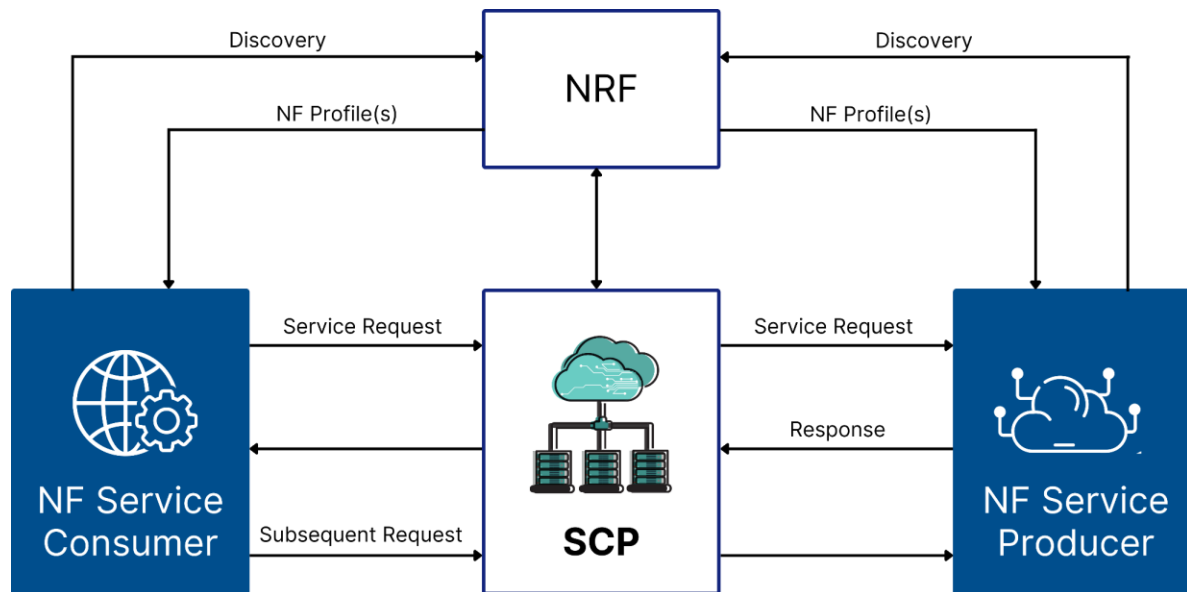 Discovery
Discovery
NRF
NF Profile(s)
NF Profile(s)
Service Request
Service Request
Response
NF Service
Consumer
Subsequent Request
SCP
NF Service
Producer